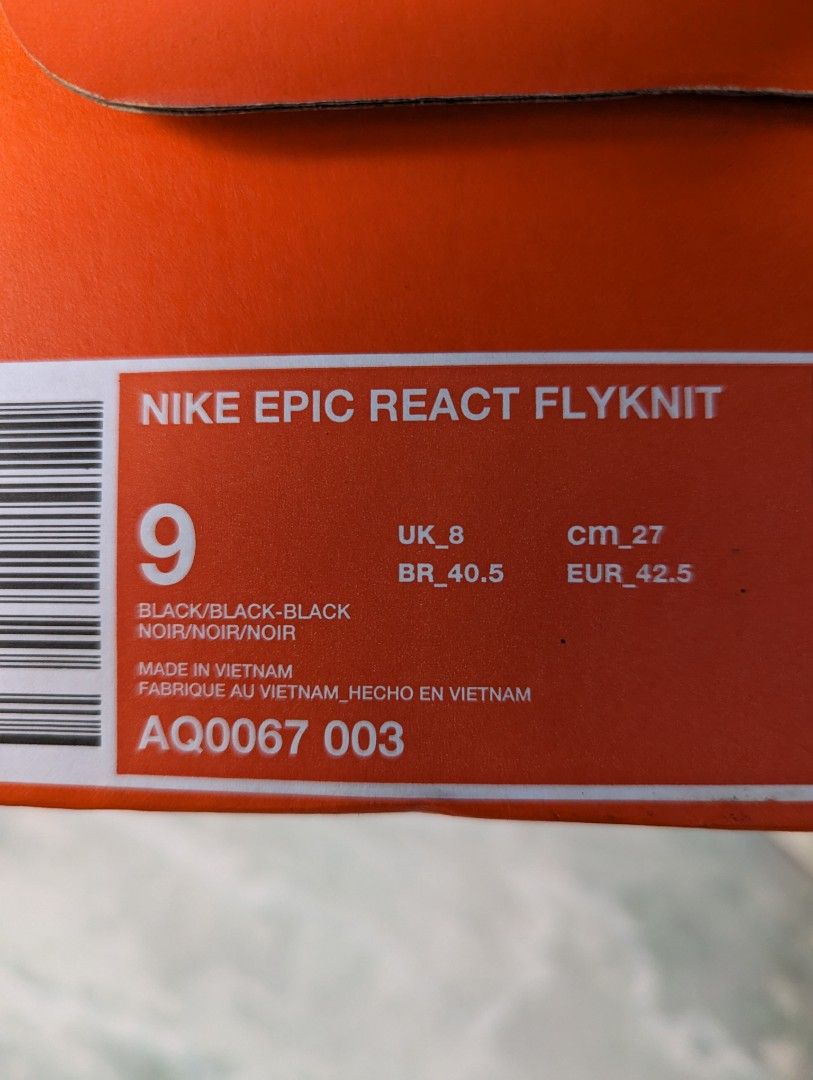 NIKE EPIC REACT FLYKNIT
9
UK_8 cm_27
BR_40.5 EUR_42.5
BLACK/BLACK-BLACK
NOIR/NOIR/NOIR
MADE IN VIETNAM
FABRIQUE AU VIETNAM_HECHO EN VIETNAM
AQ0067 003